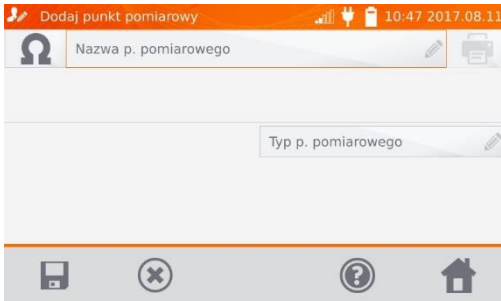 Dodaj punkt pomiarowy 10:47 2017.08.11
Ω Nazwa p. pomiarowego
Typ p. pomiarowego